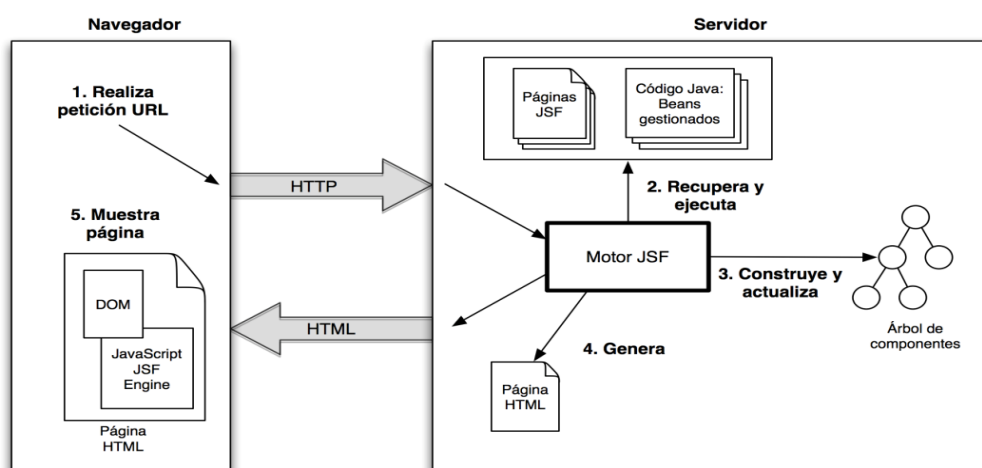 Navegador
Servidor
1. Realiza
petición URL
HTTP
5. Muestra
página
DOM
JavaScript
JSF
Engine
Página
HTML
HTML
Páginas
JSF
Código Java:
Beans
gestionados
2. Recupera y
ejecuta
Motor JSF
3. Construye y
actualiza
Árbol de
componentes
4. Genera
Página
HTML